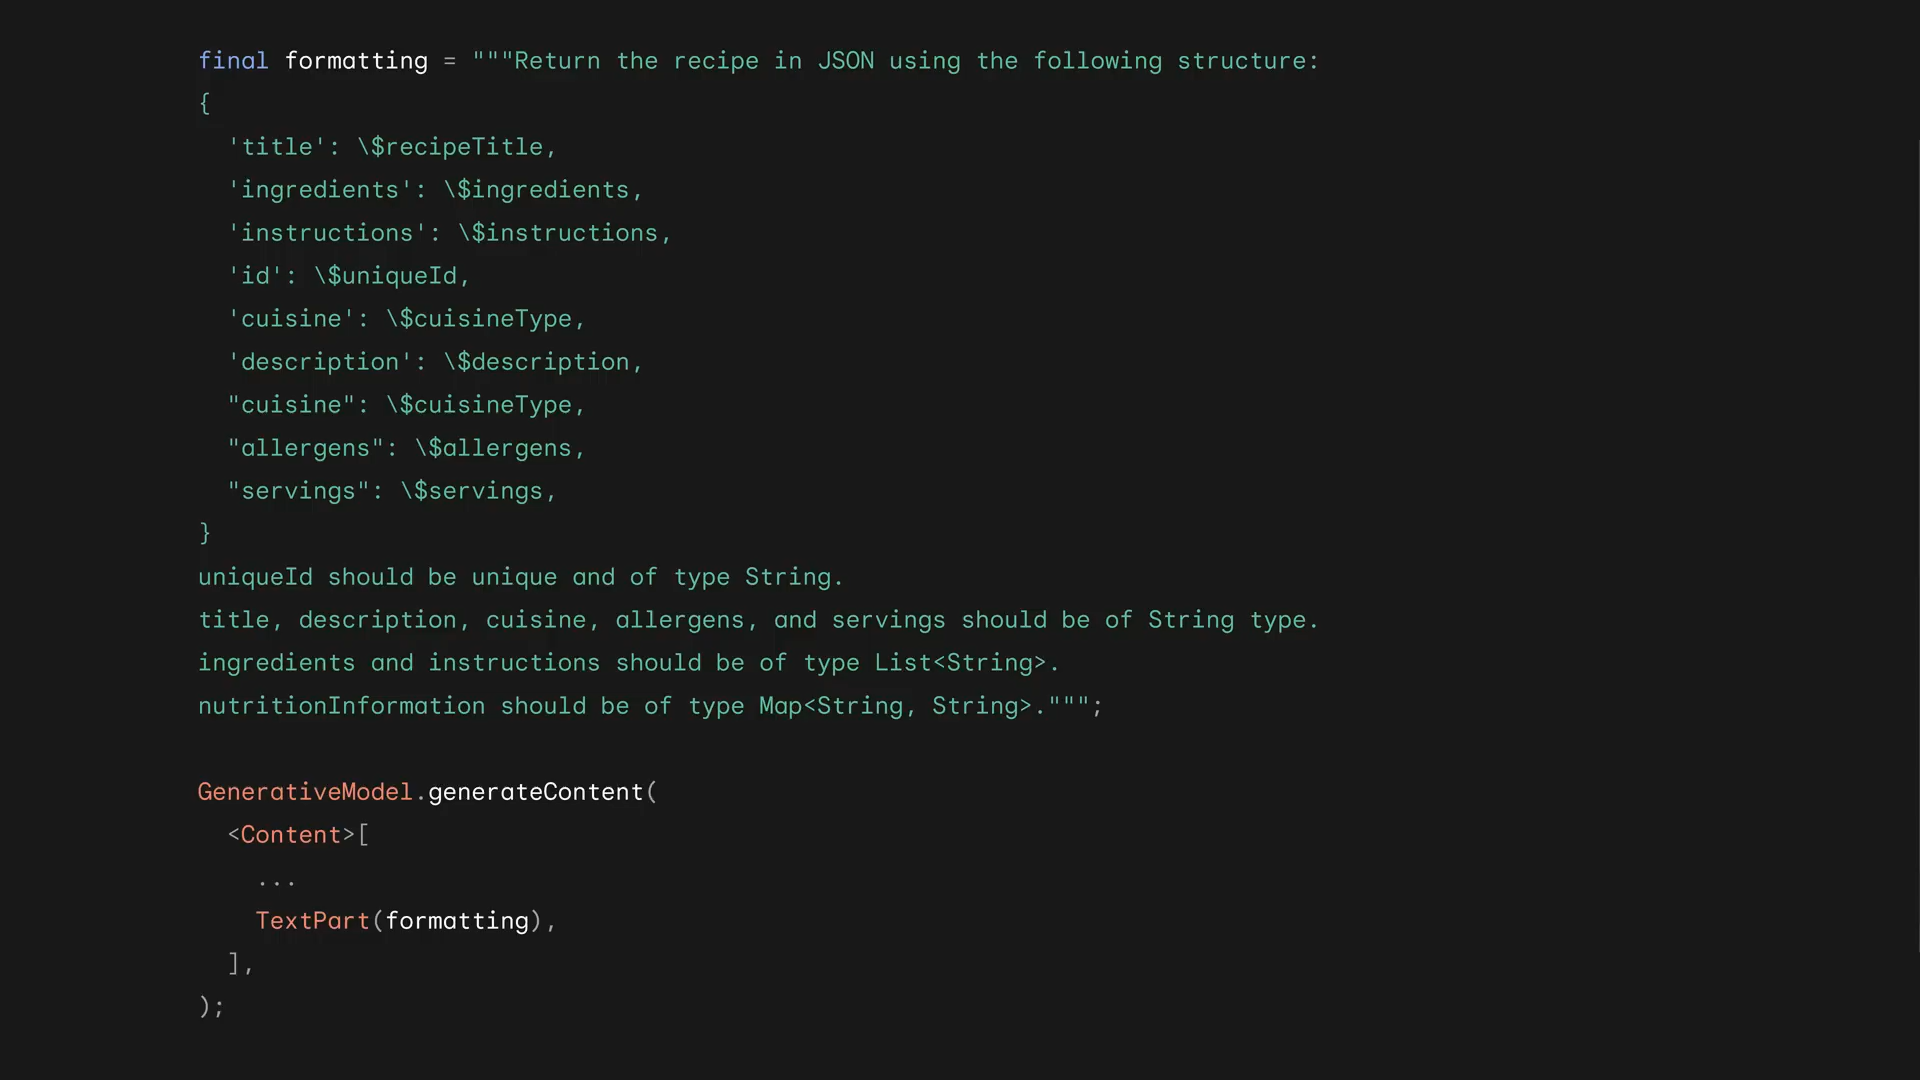 final formatting = """Return the recipe in JSON using the following structure:
{
  'title': \$recipeTitle,
  'ingredients': \$ingredients,
  'instructions': \$instructions,
  'id': \$uniqueId,
  'cuisine': \$cuisineType,
  'description': \$description,
  "cuisine": \$cuisineType,
  "allergens": \$allergens,
  "servings": \$servings,
}
uniqueId should be unique and of type String.
title, description, cuisine, allergens, and servings should be of String type.
ingredients and instructions should be of type List<String>.
nutritionInformation should be of type Map<String, String>.""";

GenerativeModel.generateContent(
  <Content>[
    ...
    TextPart(formatting),
  ],
);